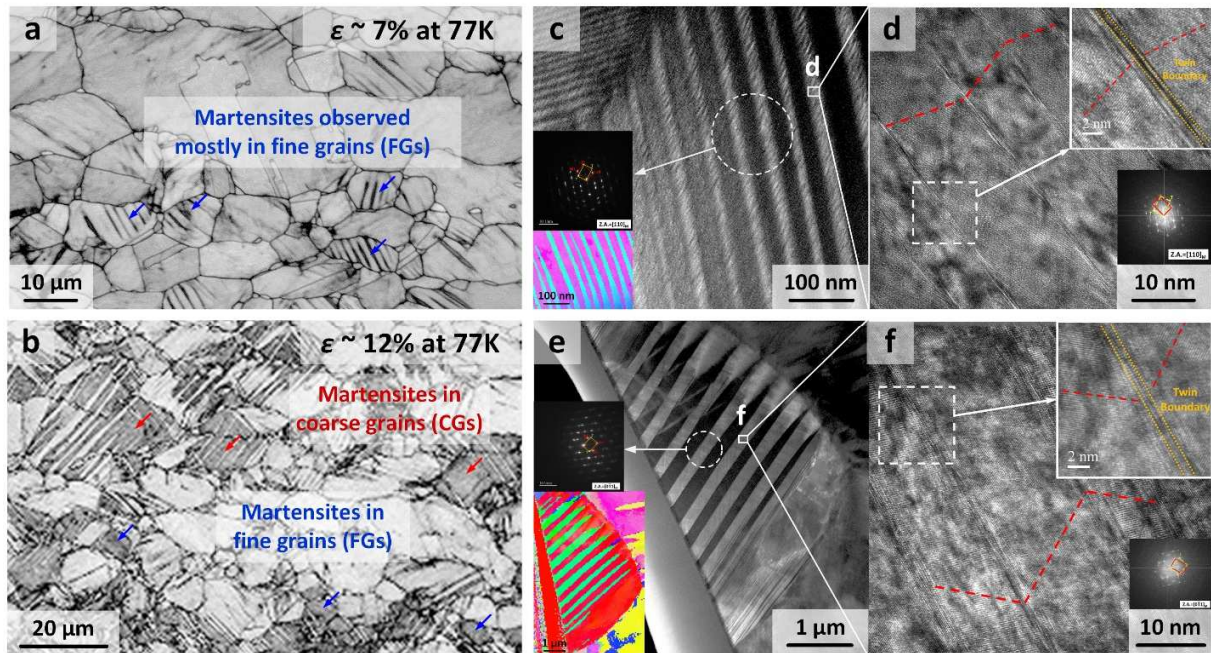 a
ε ~ 7% at 77K
Martensites observed
mostly in fine grains (FGs)
10 μm
b
ε ~ 12% at 77K
Martensites in
coarse grains (CGs)
Martensites in
fine grains (FGs)
20 μm
c
d
100 nm
100 nm
d
Twin
Boundary
2 nm
10 nm
e
f
1 μm
1 μm
f
Twin
Boundary
2 nm
10 nm